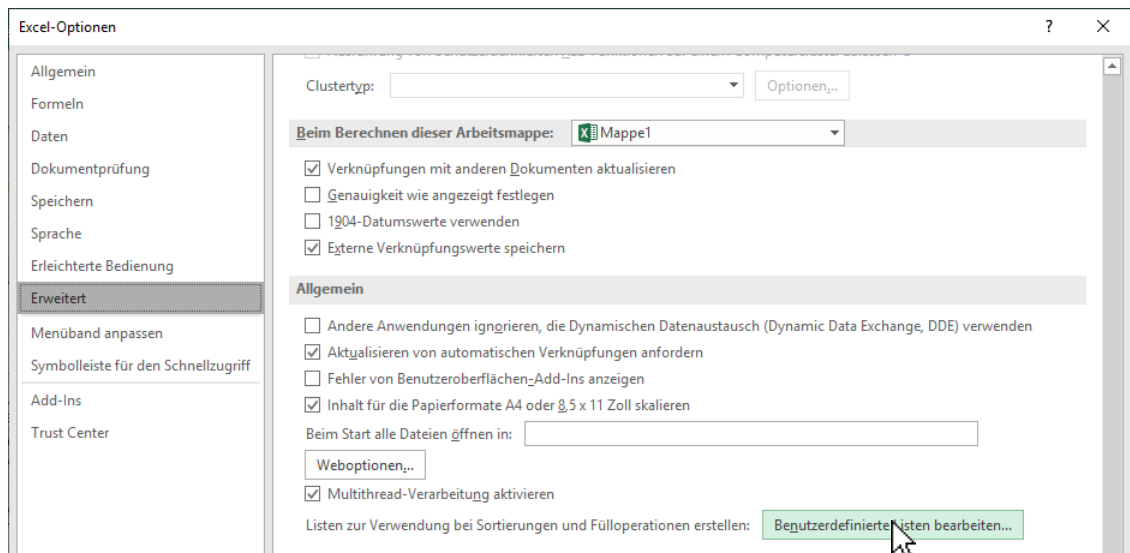 Excel-Optionen
?
Allgemein
Formeln
Daten
Dokumentprüfung
Speichern
Sprache
Erleichterte Bedienung
Erweitert
Menüband anpassen
Symbolleiste für den Schnellzugriff
Add-Ins
Trust Center
Clustertyp:
Optionen...
Beim Berechnen dieser Arbeitsmappe: Mappe1
Verknüpfungen mit anderen Dokumenten aktualisieren
Genauigkeit wie angezeigt festlegen
1904-Datumswerte verwenden
Externe Verknüpfungswerte speichern
Allgemein
Andere Anwendungen ignorieren, die Dynamischen Datenaustausch (Dynamic Data Exchange, DDE) verwenden
Aktualisieren von automatischen Verknüpfungen anfordern
Fehler von Benutzeroberflächen-Add-Ins anzeigen
Inhalt für die Papierformate A4 oder 8,5 x 11 Zoll skalieren
Beim Start alle Dateien öffnen in:
Weboptionen...
Multithread-Verarbeitung aktivieren
Listen zur Verwendung bei Sortierungen und Fülloperationen erstellen: Benutzerdefinierte Listen bearbeiten...